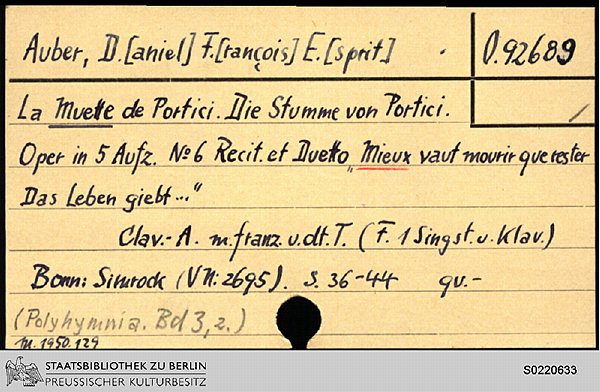 Auber, D.[aniel] F.[rançois] E.[sprit]
O.92689
La Muette de Portici. Die Stumme von Portici.
Oper in 5 Aufz. No 6 Recit. et Duetto „Mieux vaut mourir que rester
Das Leben giebt..."
Clav.-A. m. franz. u. dt. T. (F. 1 Singst. u. Klav.)
Bonn: Simrock (VN: 2695). S. 36-44 qu.-
(Polyhymnia. Bd 3,2.)
M. 1950.129
STAATSBIBLIOTHEK ZU BERLIN
PREUSSISCHER KULTURBESITZ
S0220633